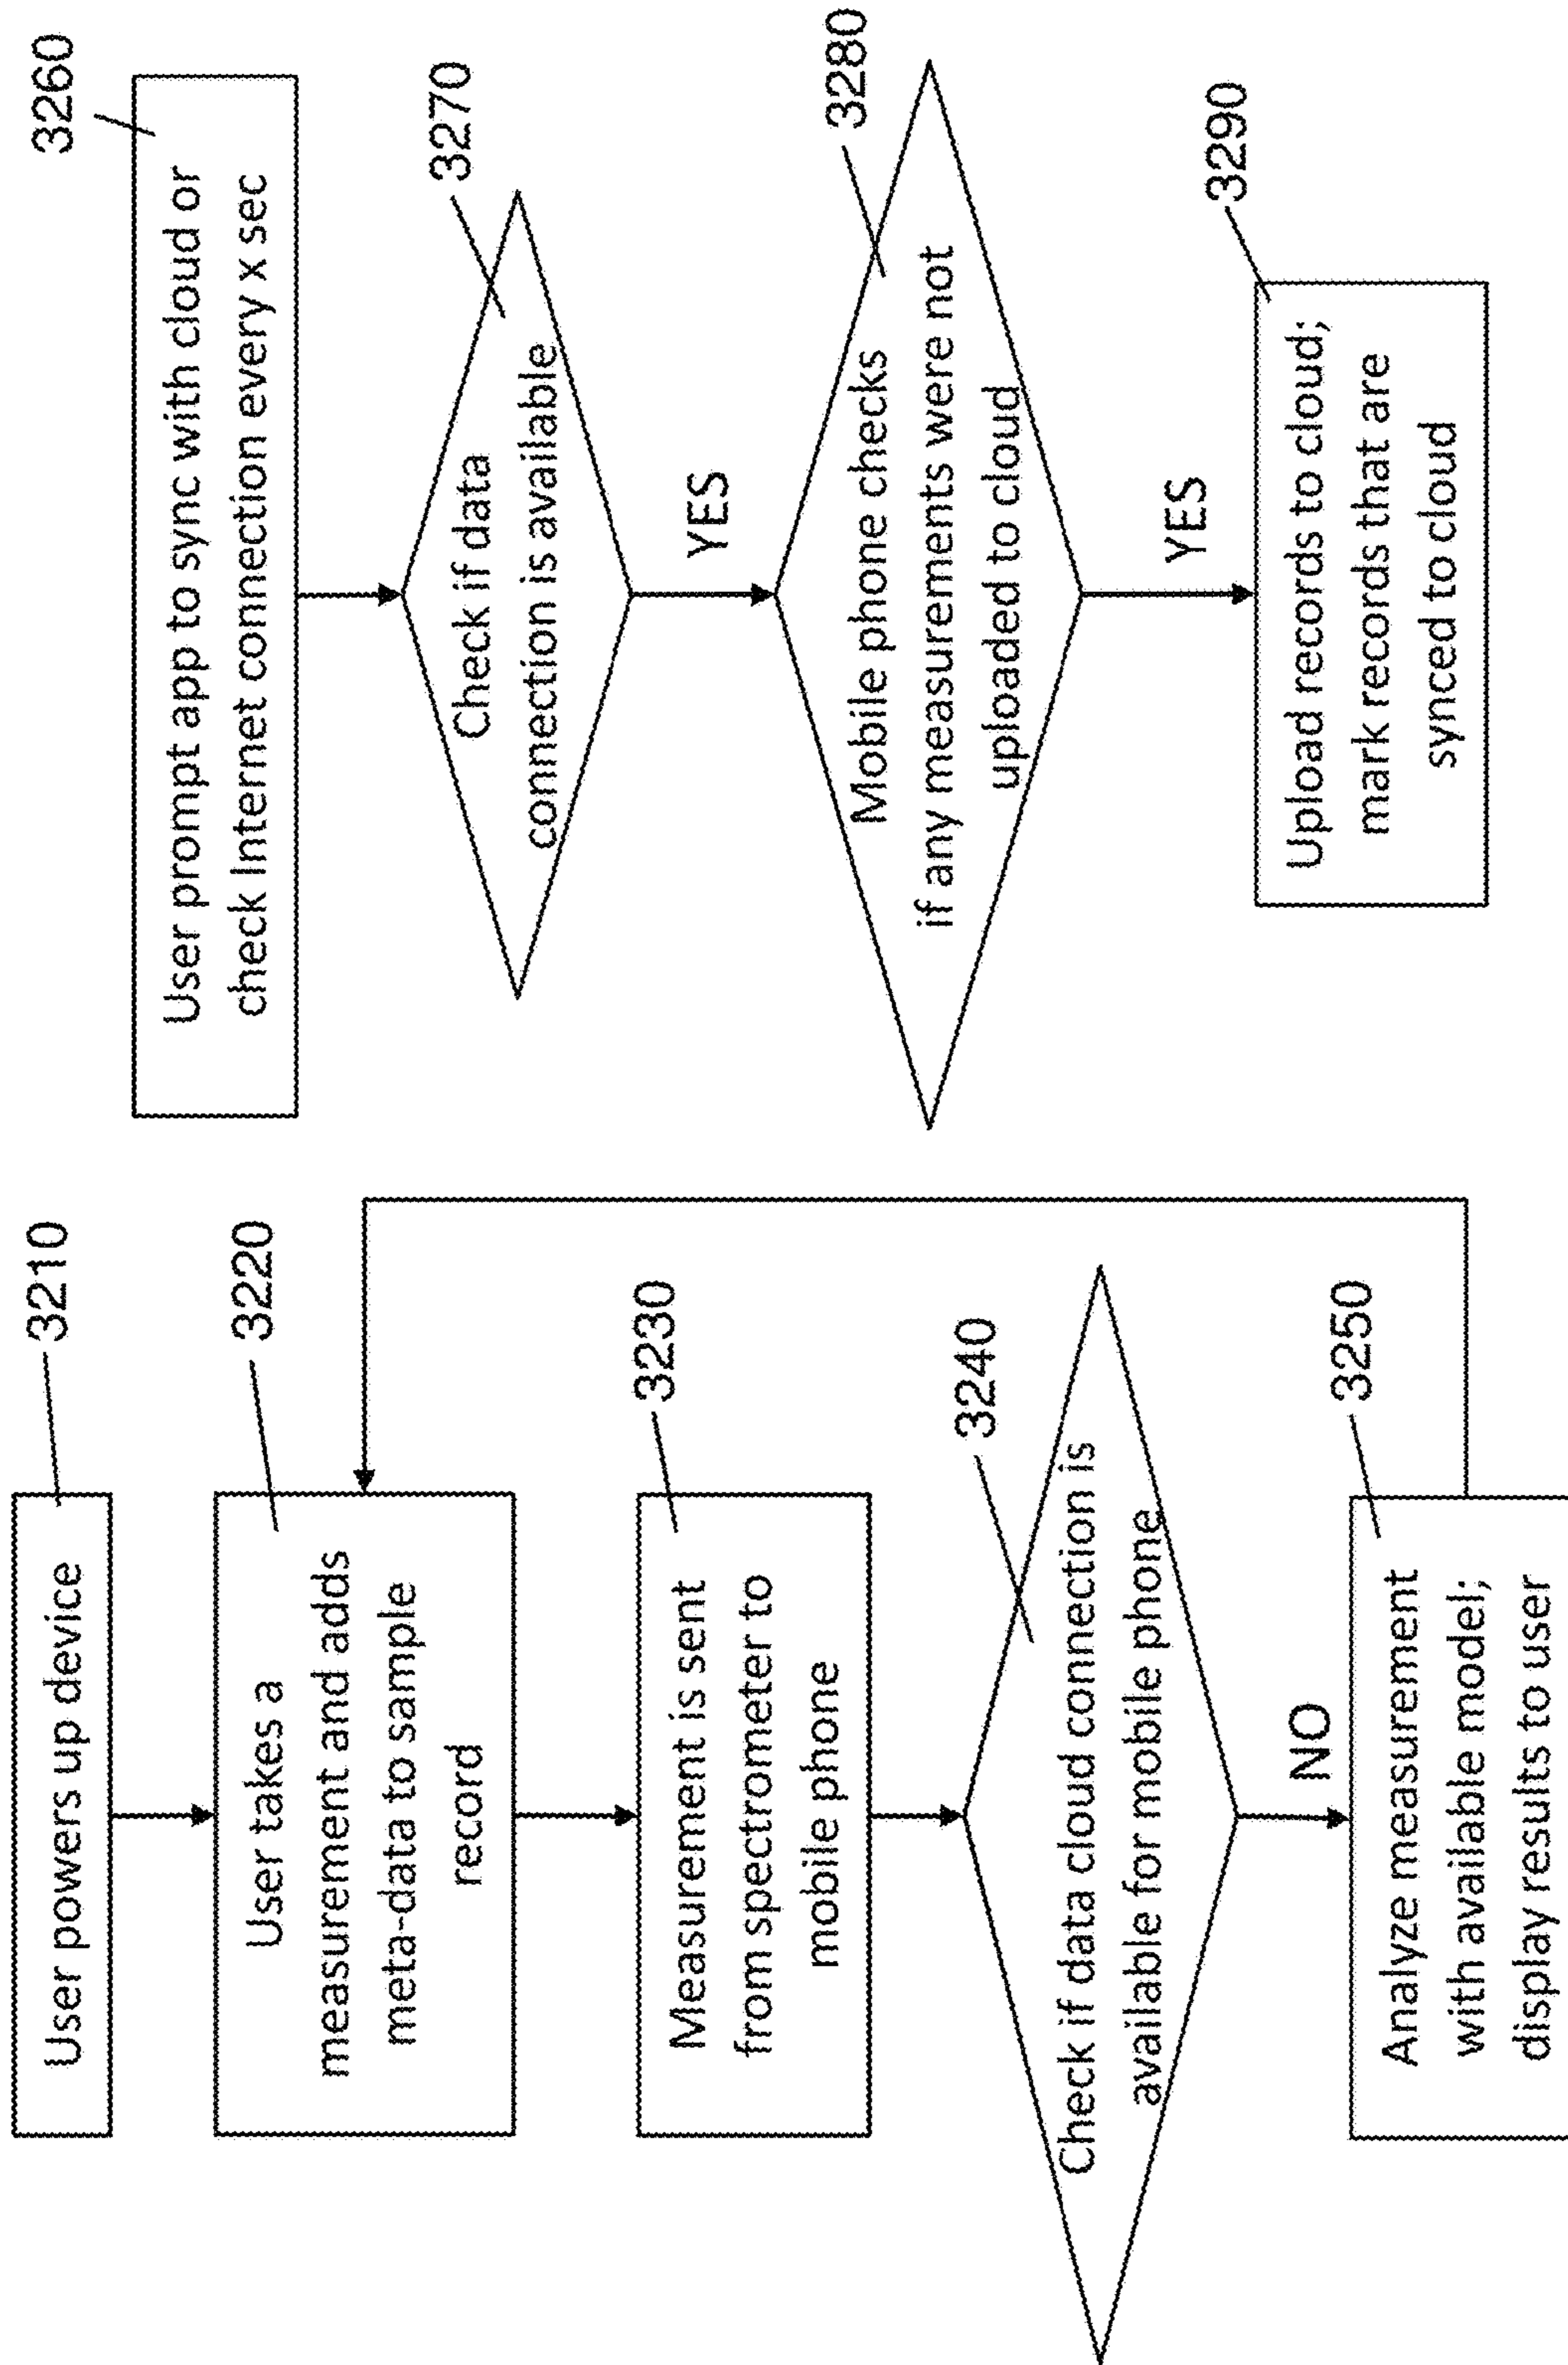 3210
User powers up device
3220
User takes a
measurement and adds
meta-data to sample
record
3230
Measurement is sent
from spectrometer to
mobile phone
3240
Check if data cloud connection is
available for mobile phone
NO
3250
Analyze measurement
with available model;
display results to user
3260
User prompt app to sync with cloud or
check Internet connection every x sec
3270
Check if data
connection is available
YES
3280
Mobile phone checks
if any measurements were not
uploaded to cloud
YES
3290
Upload records to cloud;
mark records that are
synced to cloud